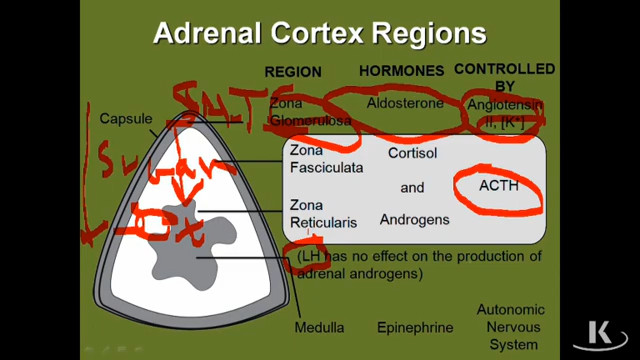 Adrenal Cortex Regions
REGION
HORMONES
CONTROLLED BY
Capsule
Zona Glomerulosa
Aldosterone
Angiotensin II, [K+]
Zona Fasciculata
Cortisol
and
ACTH
Zona Reticularis
Androgens
(LH has no effect on the production of
adrenal androgens)
Medulla
Epinephrine
Autonomic Nervous System
K